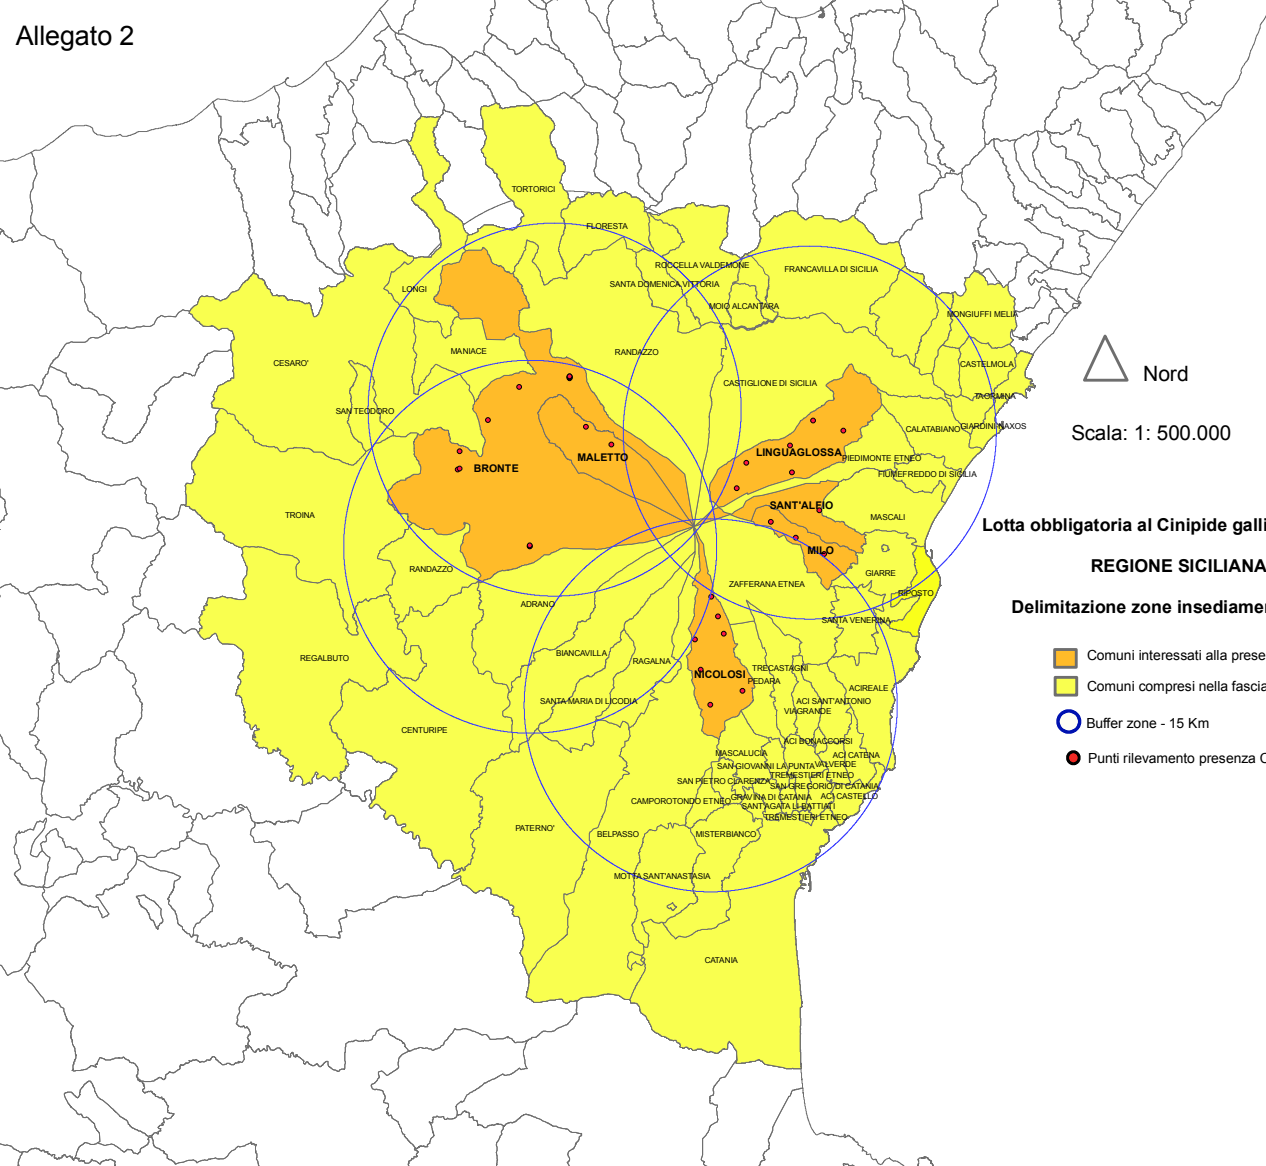 Allegato 2
TORTORICI
FLORESTA
ROCCELLA VALDEMONE
FRANCAVILLA DI SICILIA
SANTA DOMENICA VITTORIA
LONGI
MOIO ALCANTARA
MONGIUFFI MELIA
MANIACE
RANDAZZO
CESARO'
CASTELMOLA
CASTIGLIONE DI SICILIA
TAORMINA
SAN TEODORO
CALATABIANO
GIARDINI NAXOS
LINGUAGLOSSA
MALETTO
PIEDIMONTE ETNEO
BRONTE
FIUMEFREDDO DI SICILIA
SANT'ALFIO
TROINA
MASCALI
MILO
RANDAZZO
GIARRE
ZAFFERANA ETNEA
RIPOSTO
ADRANO
SANTA VENERINA
BIANCAVILLA
REGALBUTO
RAGALNA
TRECASTAGNI
NICOLOSI
PEDARA
ACIREALE
SANTA MARIA DI LICODIA
ACI SANT'ANTONIO
VIAGRANDE
CENTURIPE
ACI BONACCORSI
MASCALUCIA
ACI CATENA
SAN GIOVANNI LA PUNTA
VALVERDE
TREMESTIERI ETNEO
SAN PIETRO CLARENZA
SAN GREGORIO DI CATANIA
CAMPOROTONDO ETNEO
GRAVINA DI CATANIA
ACI CASTELLO
SANT'AGATA LI BATTIATI
TREMESTIERI ETNEO
PATERNO'
BELPASSO
MISTERBIANCO
MOTTA SANT'ANASTASIA
CATANIA
Nord
Scala: 1: 500.000
Lotta obbligatoria al Cinipide galli
REGIONE SICILIANA
Delimitazione zone insediamen
Comuni interessati alla prese
Comuni compresi nella fascia
Buffer zone - 15 Km
Punti rilevamento presenza C